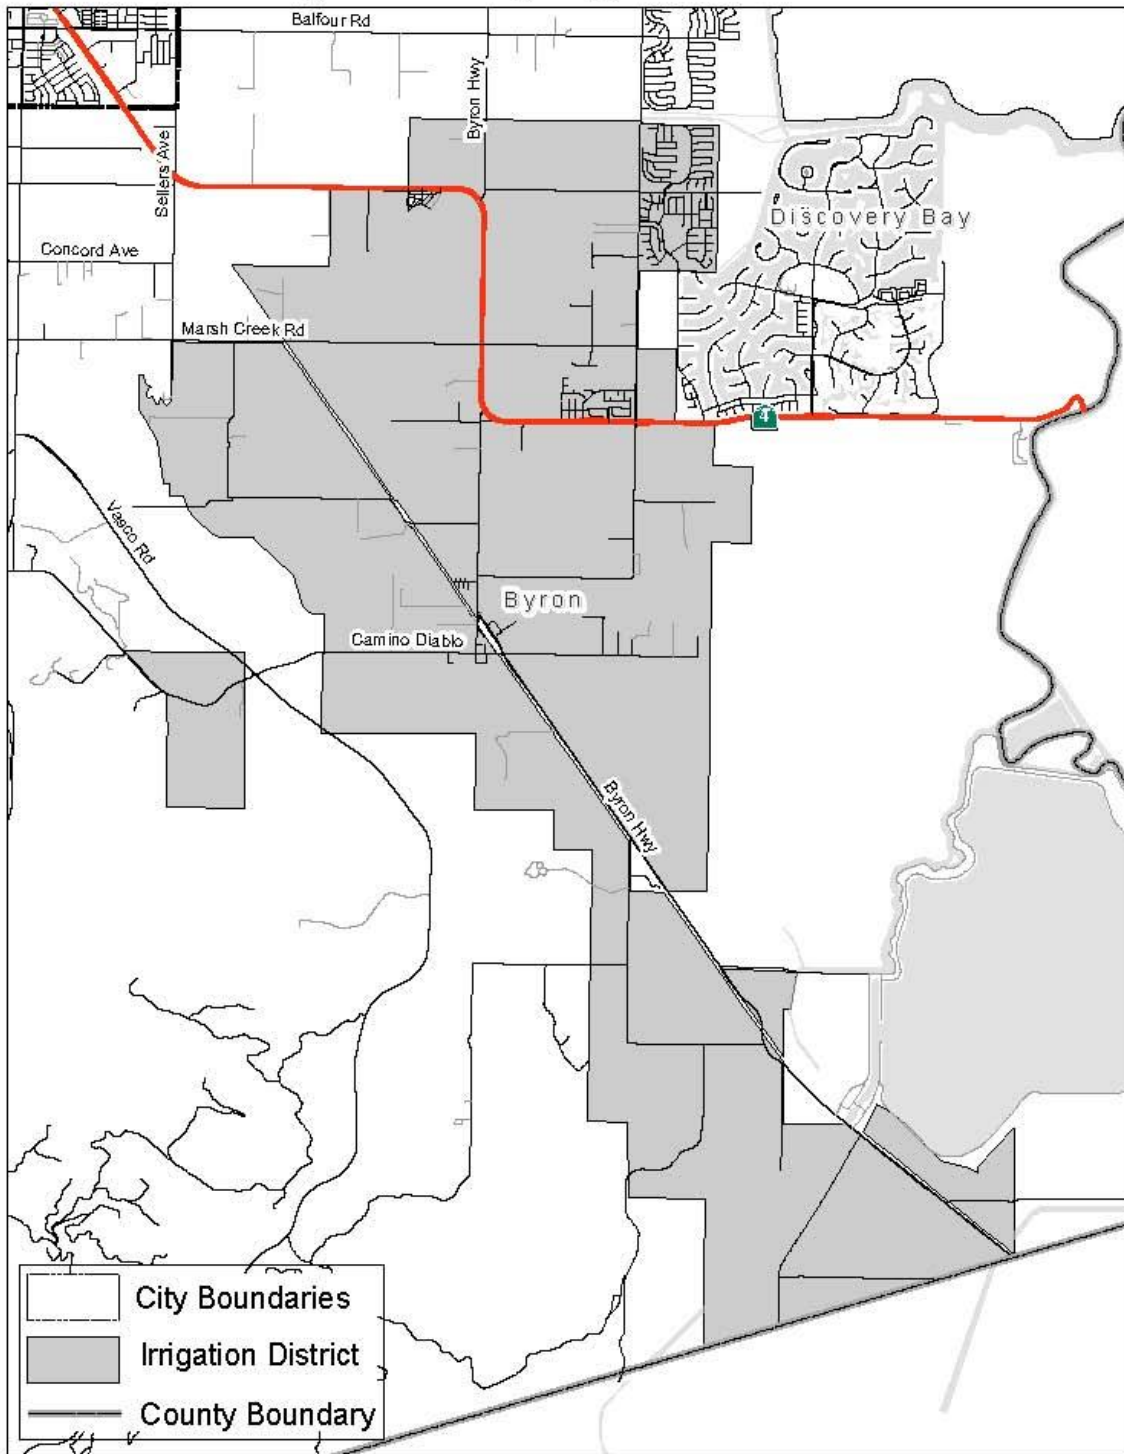 Balfour Rd
Byron Hwy
Sellers Ave
Discovery Bay
Concord Ave
Marsh Creek Rd
4
Vasco Rd
Byron
Camino Diablo
Byron Hwy
City Boundaries
Irrigation District
County Boundary